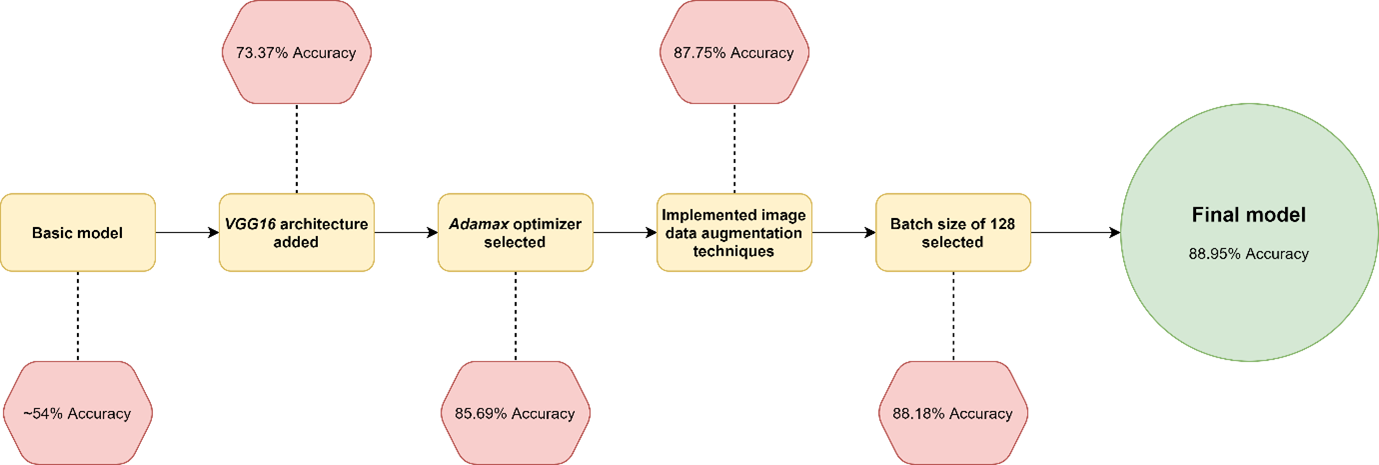 73.37% Accuracy
87.75% Accuracy
Basic model
VGG16 architecture
added
Adamax optimizer
selected
Implemented image
data augmentation
techniques
Batch size of 128
selected
Final model
88.95% Accuracy
~54% Accuracy
85.69% Accuracy
88.18% Accuracy